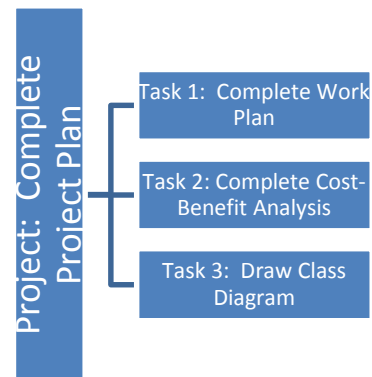 Project: Complete
Project Plan
Task 1: Complete Work
Plan
Task 2: Complete Cost-
Benefit Analysis
Task 3: Draw Class
Diagram